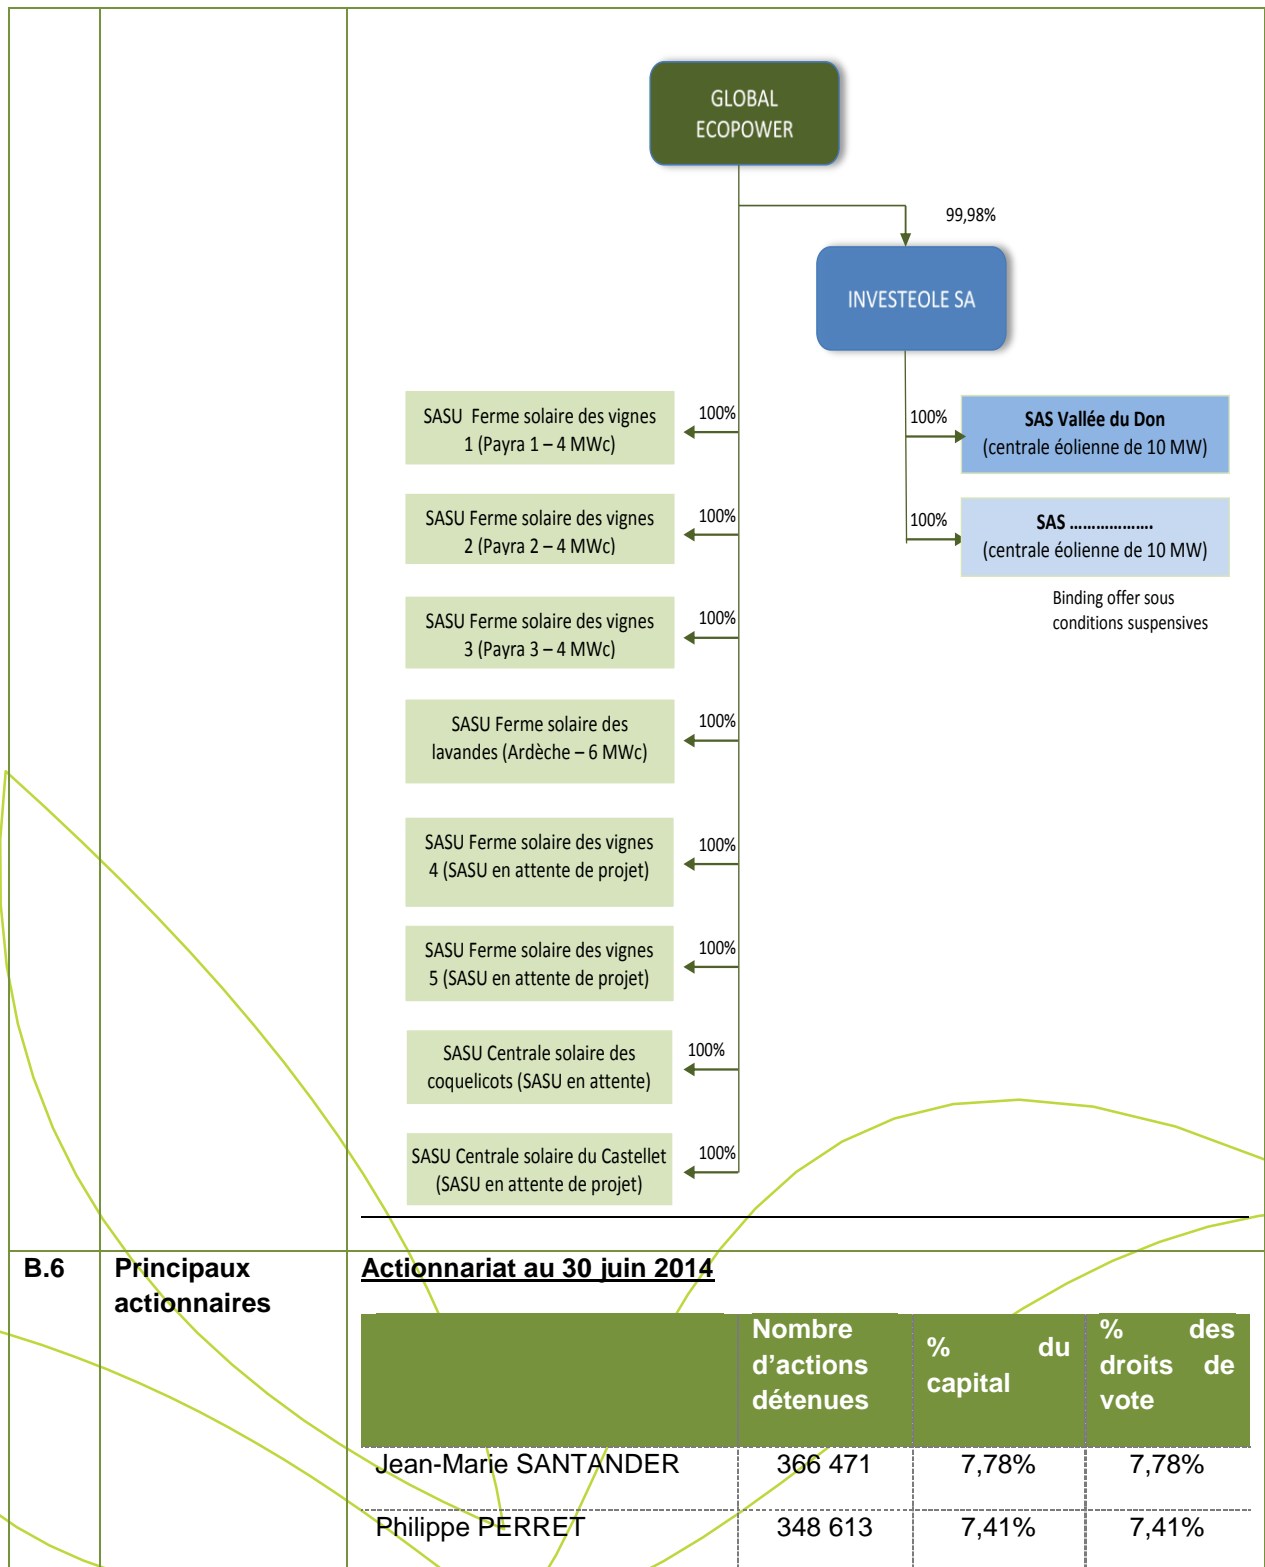 GLOBAL
ECOPOWER
99,98%
INVESTEOLE SA
SASU Ferme solaire des vignes
1 (Payra 1 – 4 MWc)
100%
100%
SAS Vallée du Don
(centrale éolienne de 10 MW)
SASU Ferme solaire des vignes
2 (Payra 2 – 4 MWc)
100%
100%
SAS ……………….
(centrale éolienne de 10 MW)
Binding offer sous
conditions suspensives
SASU Ferme solaire des vignes
3 (Payra 3 – 4 MWc)
100%
SASU Ferme solaire des
lavandes (Ardèche – 6 MWc)
100%
SASU Ferme solaire des vignes
4 (SASU en attente de projet)
100%
SASU Ferme solaire des vignes
5 (SASU en attente de projet)
100%
SASU Centrale solaire des
coquelicots (SASU en attente)
100%
SASU Centrale solaire du Castellet
(SASU en attente de projet)
100%
B.6
Principaux
actionnaires
Actionnariat au 30 juin 2014
Nombre
d’actions
détenues
% du
capital
% des
droits de
vote
Jean-Marie SANTANDER 366 471 7,78% 7,78%
Philippe PERRET 348 613 7,41% 7,41%